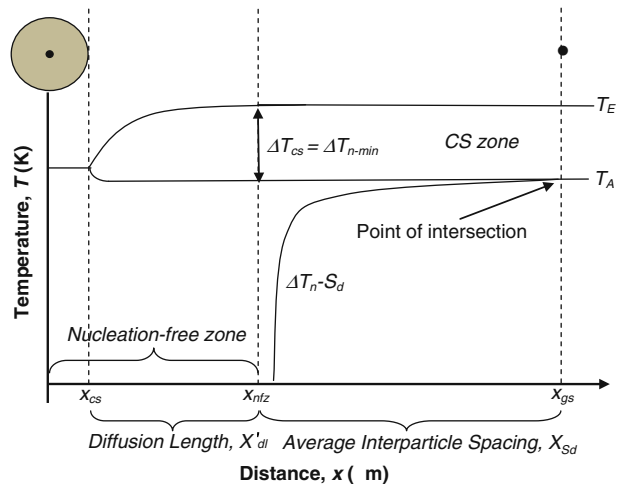 T_E
ΔT_cs = ΔT_n-min
CS zone
T_A
Point of intersection
ΔT_n-S_d
Temperature, T (K)
Nucleation-free zone
x_cs
x_nfz
x_gs
Diffusion Length, X'_dl
Average Interparticle Spacing, X_Sd
Distance, x ( m)